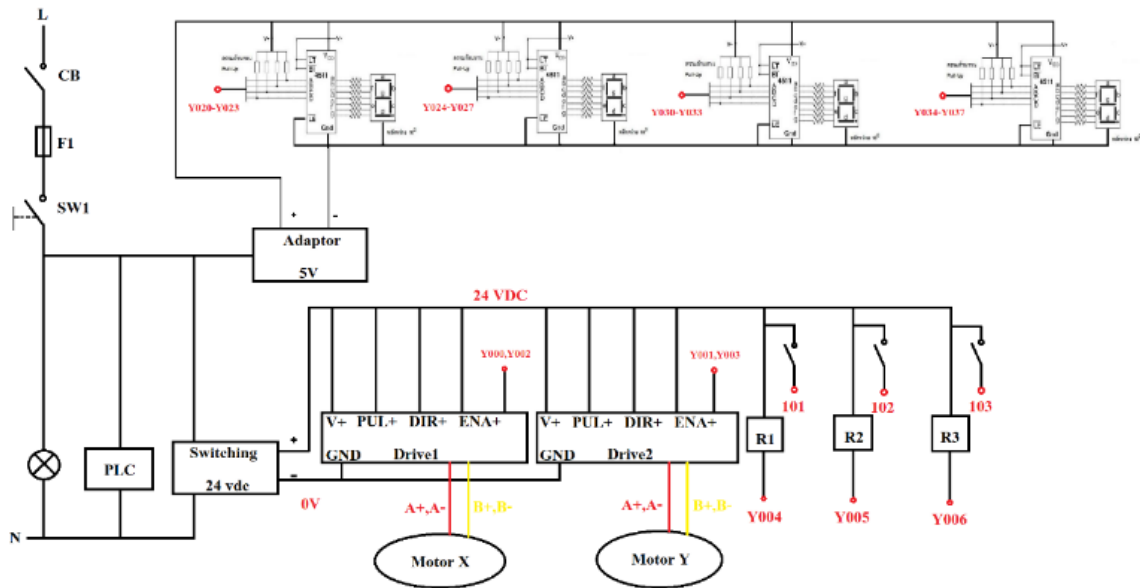 L
CB
F1
SW1
N
V+
V+
4511
Gnd
Y020-Y023
V+
V+
4511
Gnd
Y024-Y027
V+
V+
4511
Gnd
Y030-Y033
V+
V+
4511
Gnd
Y034-Y037
+ -
Adaptor
5V
24 VDC
PLC
Switching
24 vdc
+
-
0V
Y000,Y002
V+ PUL+ DIR+ ENA+
GND Drive1
A+,A- B+,B-
Motor X
Y001,Y003
V+ PUL+ DIR+ ENA+
GND Drive2
A+,A- B+,B-
Motor Y
101
R1
Y004
102
R2
Y005
103
R3
Y006